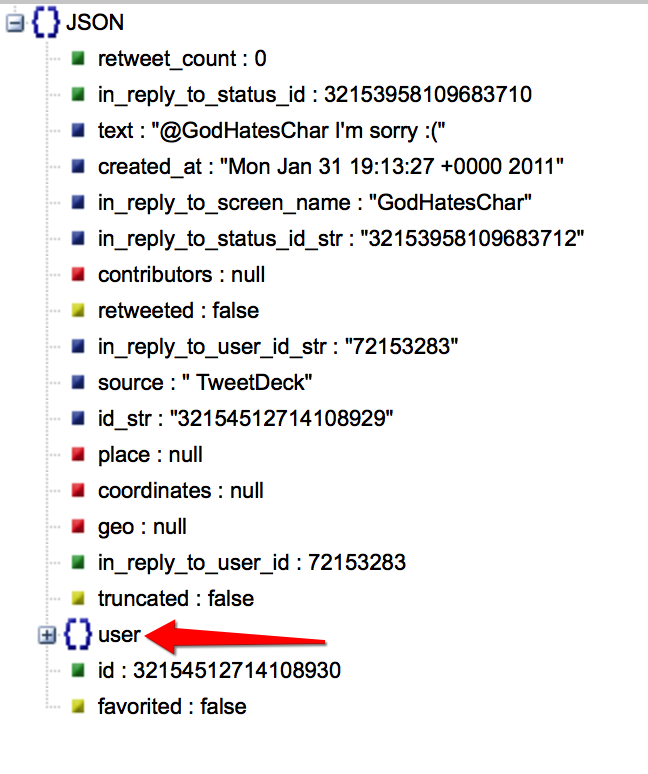 JSON
retweet_count : 0
in_reply_to_status_id : 32153958109683710
text : "@GodHatesChar I'm sorry :("
created_at : "Mon Jan 31 19:13:27 +0000 2011"
in_reply_to_screen_name : "GodHatesChar"
in_reply_to_status_id_str : "32153958109683712"
contributors : null
retweeted : false
in_reply_to_user_id_str : "72153283"
source : " TweetDeck"
id_str : "32154512714108929"
place : null
coordinates : null
geo : null
in_reply_to_user_id : 72153283
truncated : false
user
id : 32154512714108930
favorited : false